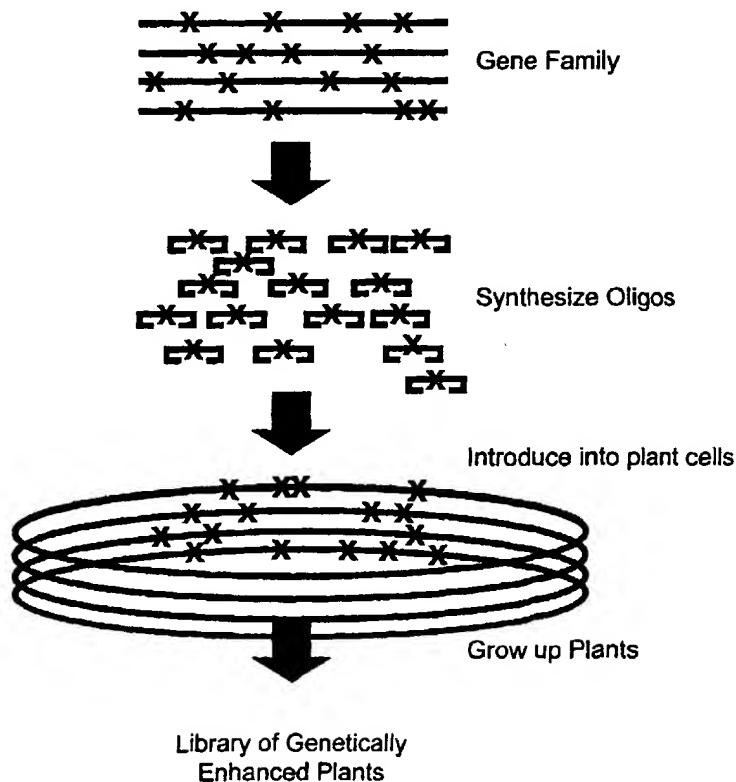 Gene Family
Synthesize Oligos
Introduce into plant cells
Grow up Plants
Library of Genetically
Enhanced Plants